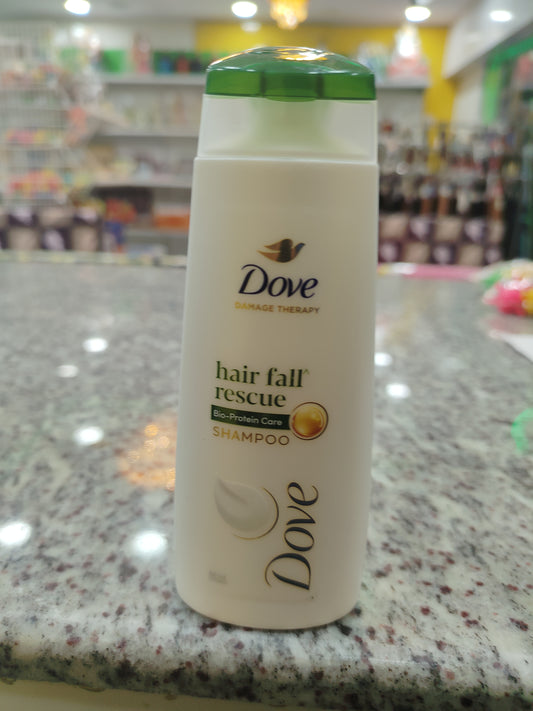 Dove
DAMAGE THERAPY
hair fall^
rescue
Bio-Protein Care
SHAMPOO
Dove